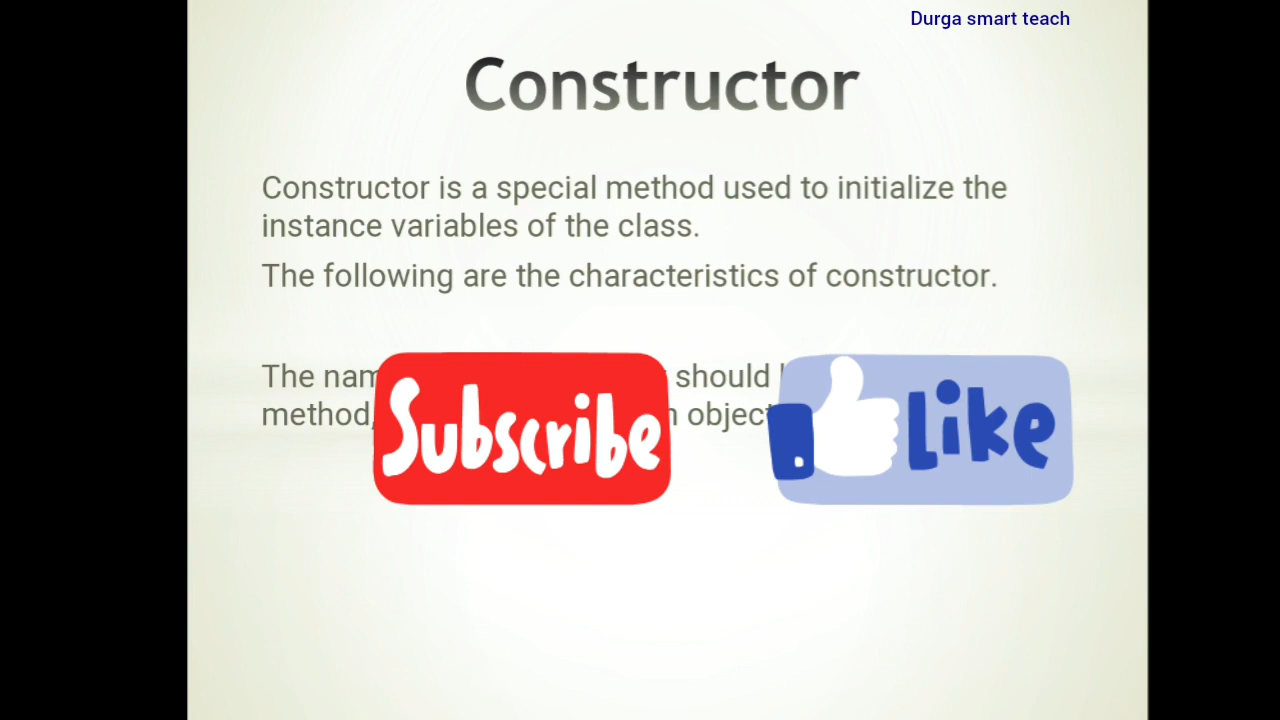 Durga smart teach
Constructor
Constructor is a special method used to initialize the
instance variables of the class.
The following are the characteristics of constructor.
The should
method, object
Subscribe
Like